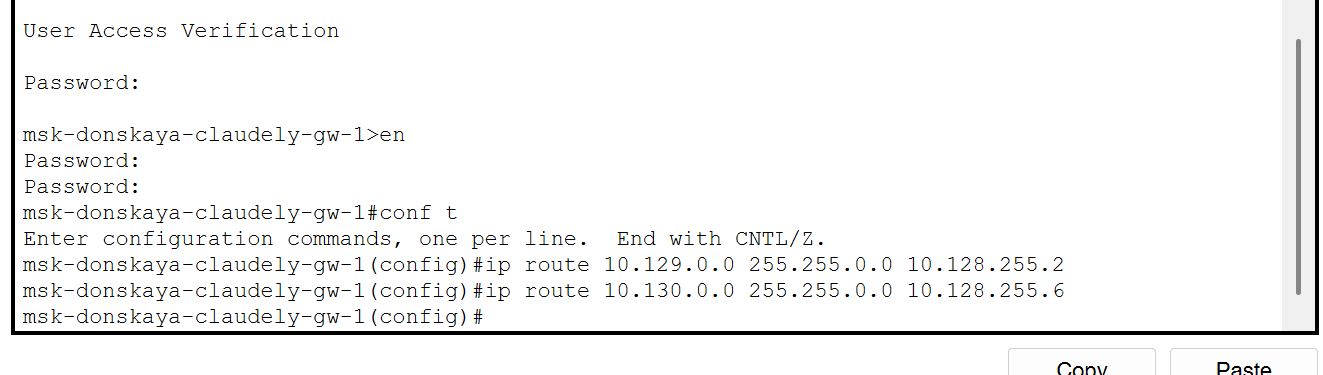 User Access Verification
Password:
msk-donskaya-claudely-gw-1>en
Password:
Password:
msk-donskaya-claudely-gw-1#conf t
Enter configuration commands, one per line.  End with CNTL/Z.
msk-donskaya-claudely-gw-1(config)#ip route 10.129.0.0 255.255.0.0 10.128.255.2
msk-donskaya-claudely-gw-1(config)#ip route 10.130.0.0 255.255.0.0 10.128.255.6
msk-donskaya-claudely-gw-1(config)#
Copy Paste